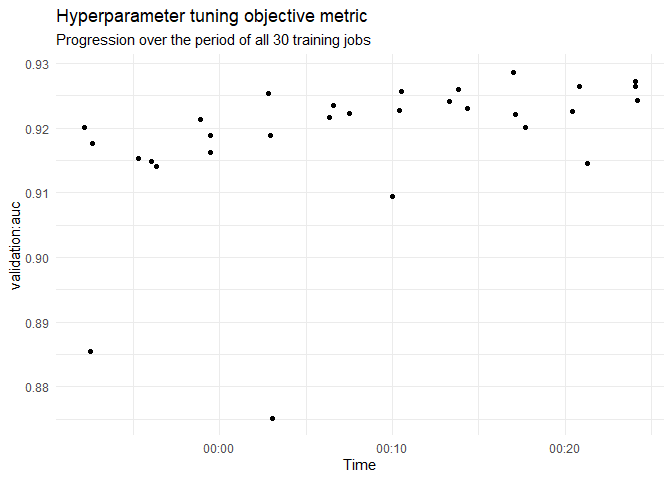 Hyperparameter tuning objective metric
Progression over the period of all 30 training jobs
0.93
0.92
0.91
0.90
0.89
0.88
validation:auc
00:00
00:10
00:20
Time